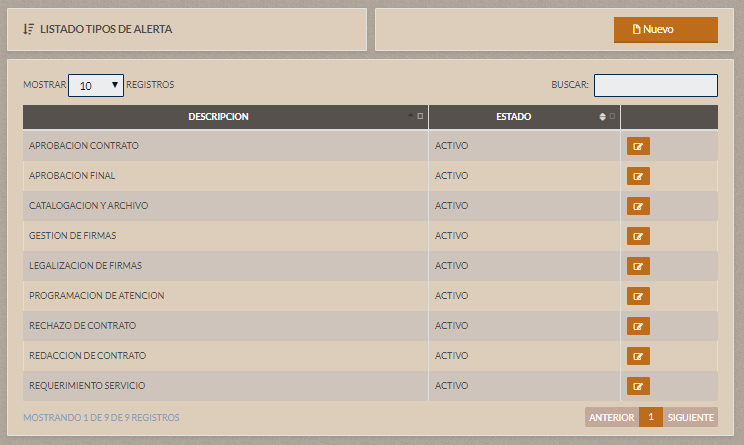 LISTADO TIPOS DE ALERTA
Nuevo
MOSTRAR 10 REGISTROS
BUSCAR:
DESCRIPCION ESTADO
APROBACION CONTRATO ACTIVO
APROBACION FINAL ACTIVO
CATALOGACION Y ARCHIVO ACTIVO
GESTION DE FIRMAS ACTIVO
LEGALIZACION DE FIRMAS ACTIVO
PROGRAMACION DE ATENCION ACTIVO
RECHAZO DE CONTRATO ACTIVO
REDACCION DE CONTRATO ACTIVO
REQUERIMIENTO SERVICIO ACTIVO
MOSTRANDO 1 DE 9 DE 9 REGISTROS
ANTERIOR 1 SIGUIENTE